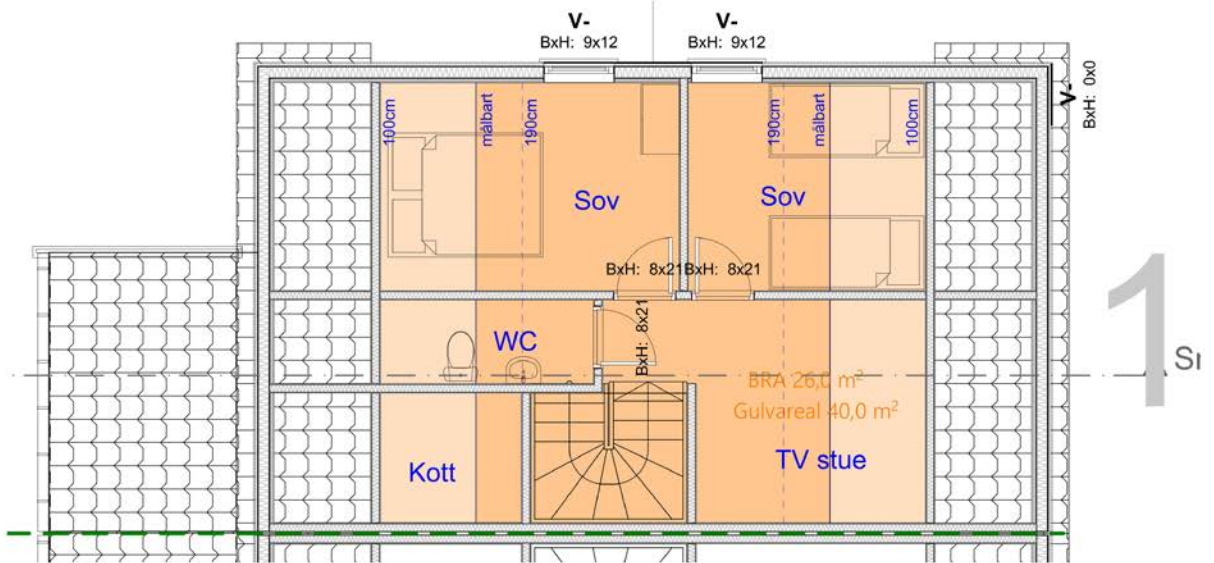 V-
BxH: 9x12
V-
BxH: 9x12
V-
BxH: 0x0
100cm
målbart
190cm
190cm
målbart
100cm
Sov
Sov
BxH: 8x21
BxH: 8x21
BxH: 8x21
WC
1
BRA 26,0 m²
Gulvareal 40,0 m²
Kott
TV stue